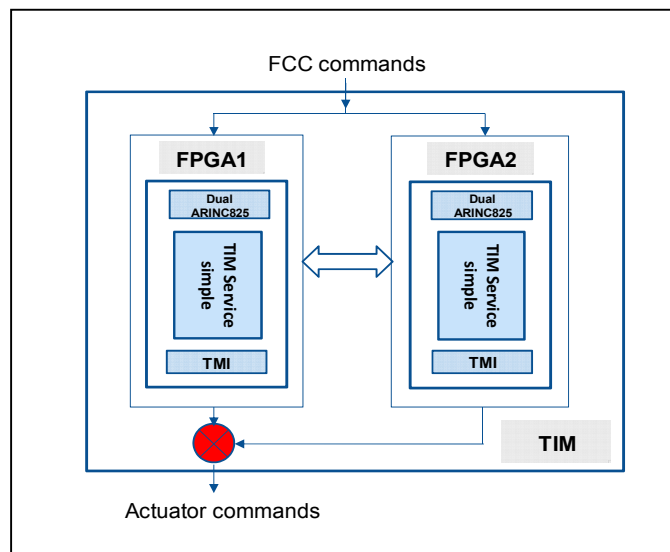 FCC commands
FPGA1
FPGA2
Dual
ARINC825
Dual
ARINC825
TIM Service
simple
TIM Service
simple
TMI
TMI
TIM
Actuator commands